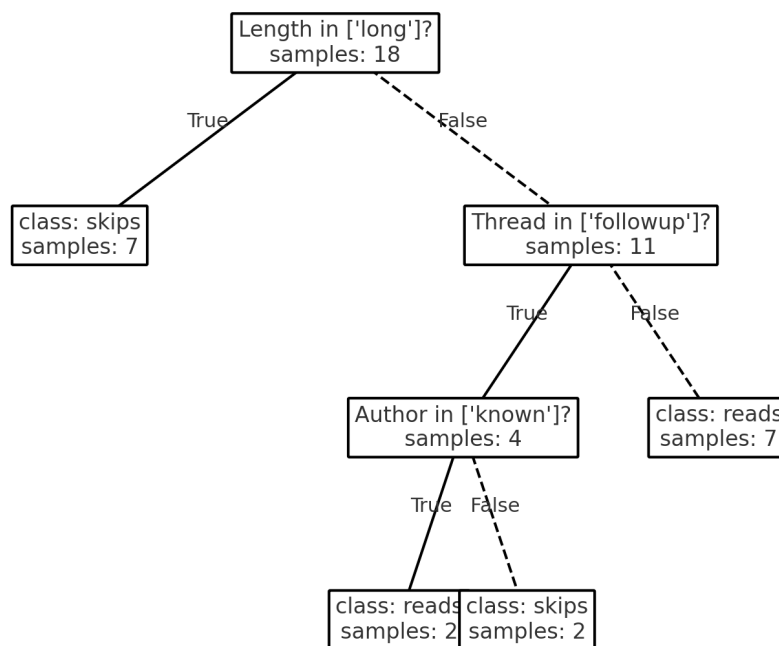 Length in ['long']?
samples: 18
True
False
class: skips
samples: 7
Thread in ['followup']?
samples: 11
True
False
Author in ['known']?
samples: 4
class: reads
samples: 7
True
False
class: reads
samples: 2
class: skips
samples: 2